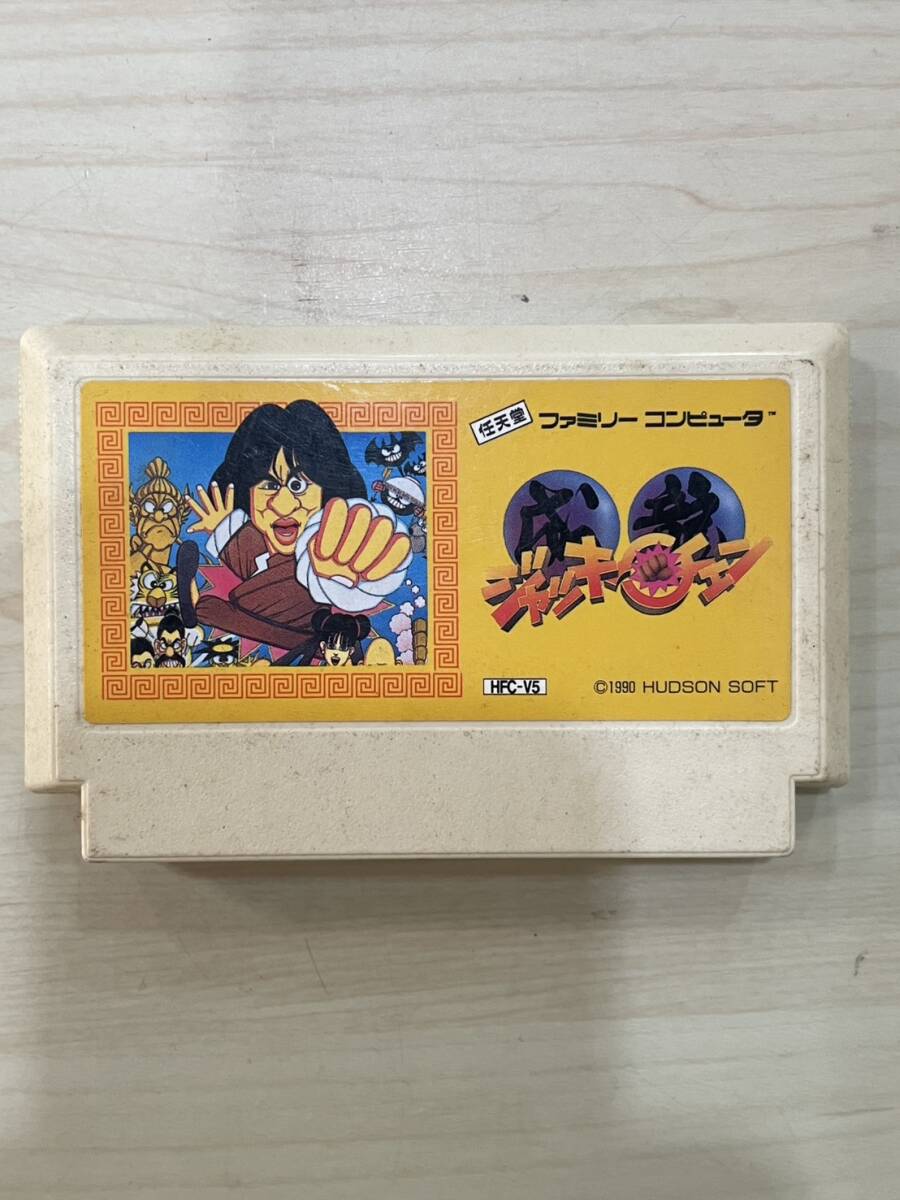 任天堂 ファミリー コンピュータ™
成龍
ジャッキーチェン
HFC-V5
©1990 HUDSON SOFT